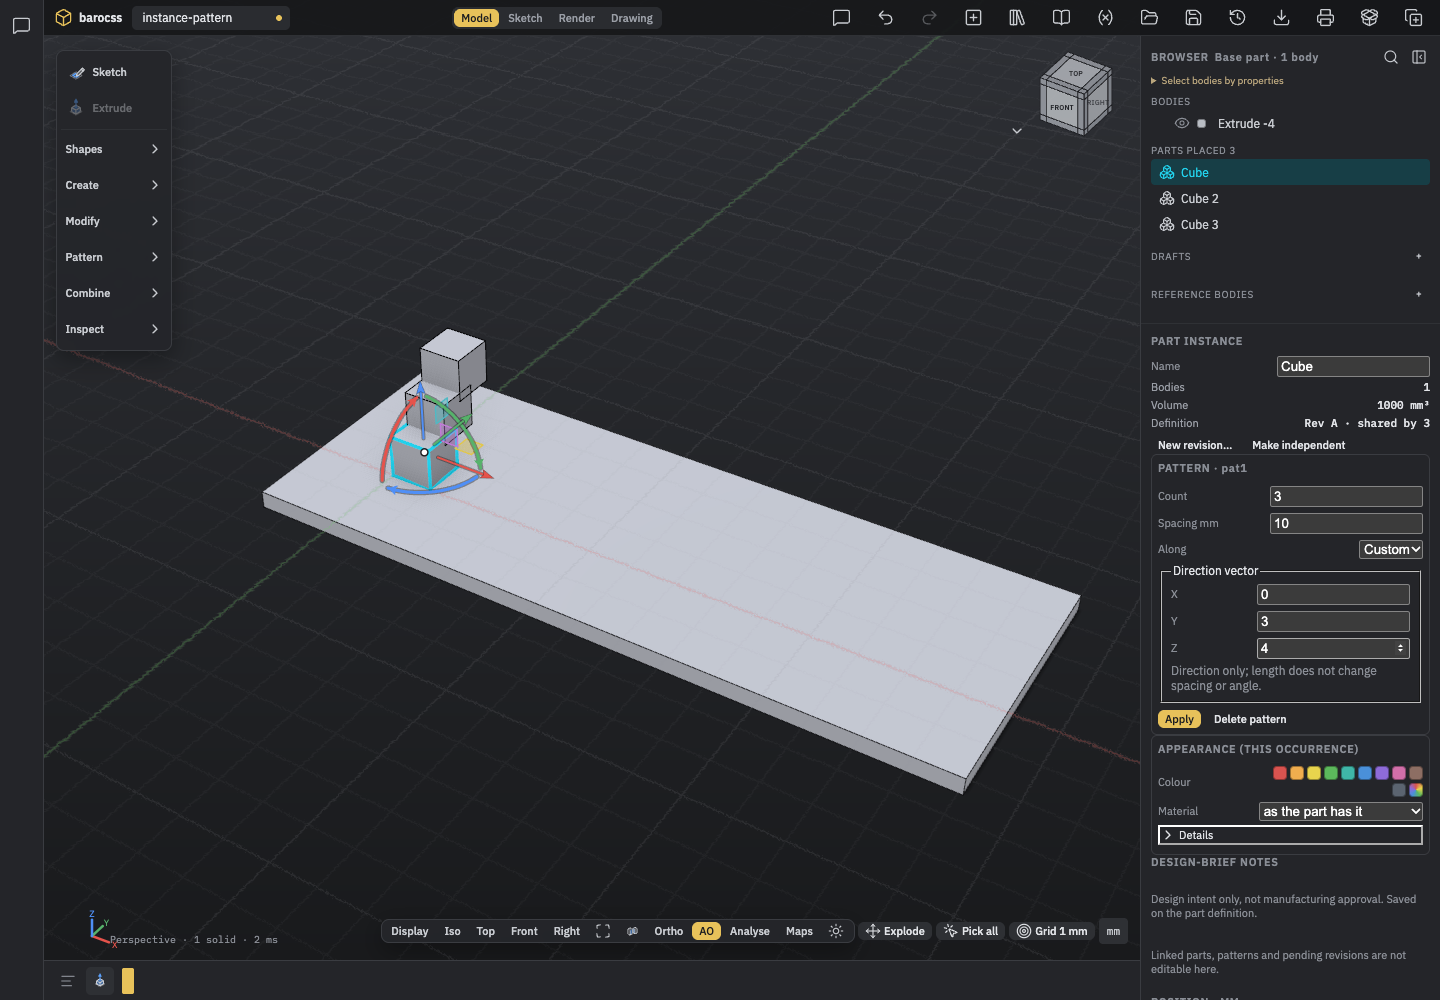 barocss
instance-pattern
Model
Sketch
Render
Drawing
Sketch
Extrude
Shapes
Create
Modify
Pattern
Combine
Inspect
TOP
FRONT
RIGHT
BROWSER Base part · 1 body
Select bodies by properties
BODIES
Extrude -4
PARTS PLACED 3
Cube
Cube 2
Cube 3
DRAFTS +
REFERENCE BODIES +
PART INSTANCE
Name Cube
Bodies 1
Volume 1000 mm³
Definition Rev A · shared by 3
New revision... Make independent
PATTERN · pat1
Count 3
Spacing mm 10
Along Custom
Direction vector
X 0
Y 3
Z 4
Direction only; length does not change
spacing or angle.
Apply Delete pattern
APPEARANCE (THIS OCCURRENCE)
Colour
Material as the part has it
Details
DESIGN-BRIEF NOTES
Design intent only, not manufacturing approval. Saved
on the part definition.
Linked parts, patterns and pending revisions are not
editable here.
POSITION · MM
Z
Y
X
Perspective · 1 solid · 2 ms
Display Iso Top Front Right Ortho AO Analyse Maps Explode Pick all Grid 1 mm mm